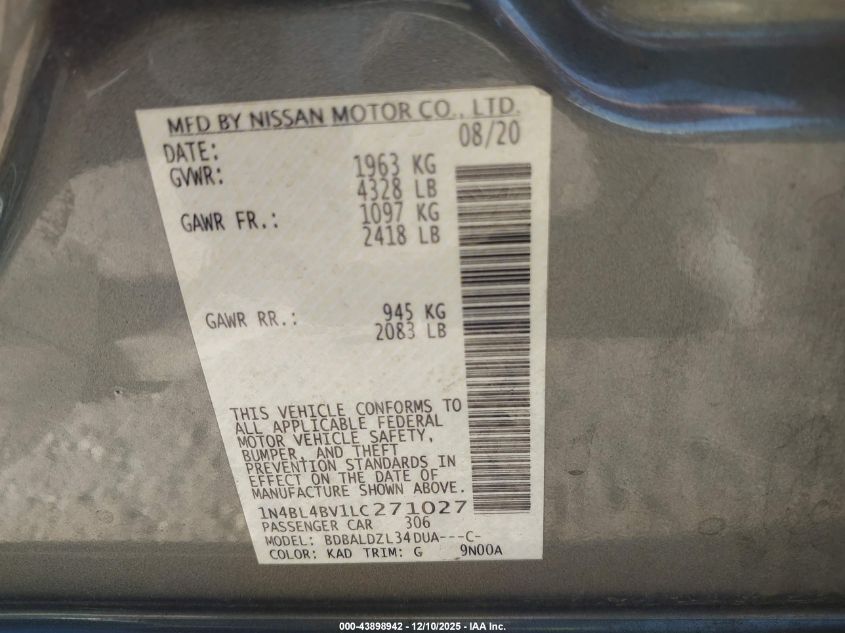 MFD BY NISSAN MOTOR CO., LTD.
DATE: 08/20
GVWR: 1963 KG
4328 LB
GAWR FR.: 1097 KG
2418 LB
GAWR RR.: 945 KG
2083 LB
THIS VEHICLE CONFORMS TO
ALL APPLICABLE FEDERAL
MOTOR VEHICLE SAFETY,
BUMPER, AND THEFT
PREVENTION STANDARDS IN
EFFECT ON THE DATE OF
MANUFACTURE SHOWN ABOVE.
1N4BL4BV1LC271027
PASSENGER CAR 306
MODEL: BDBALDZL34DUA---C-
COLOR: KAD TRIM: G 9N00A
000-43898942 - 12/10/2025 - IAA Inc.